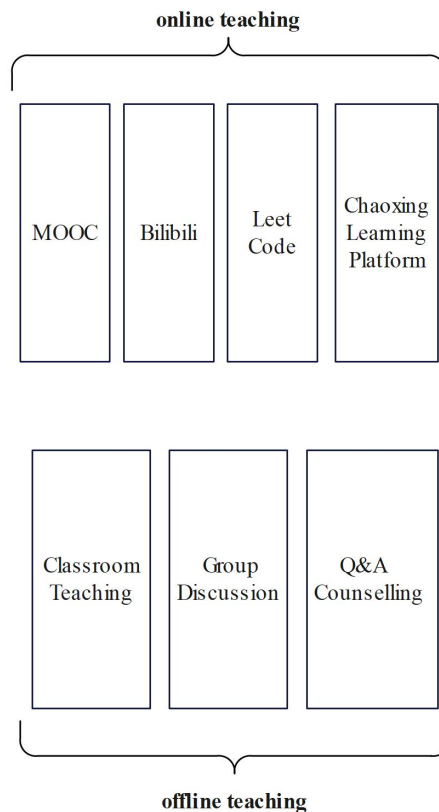 online teaching
MOOC
Bilibili
Leet
Code
Chaoxing
Learning
Platform
Classroom
Teaching
Group
Discussion
Q&A
Counselling
offline teaching